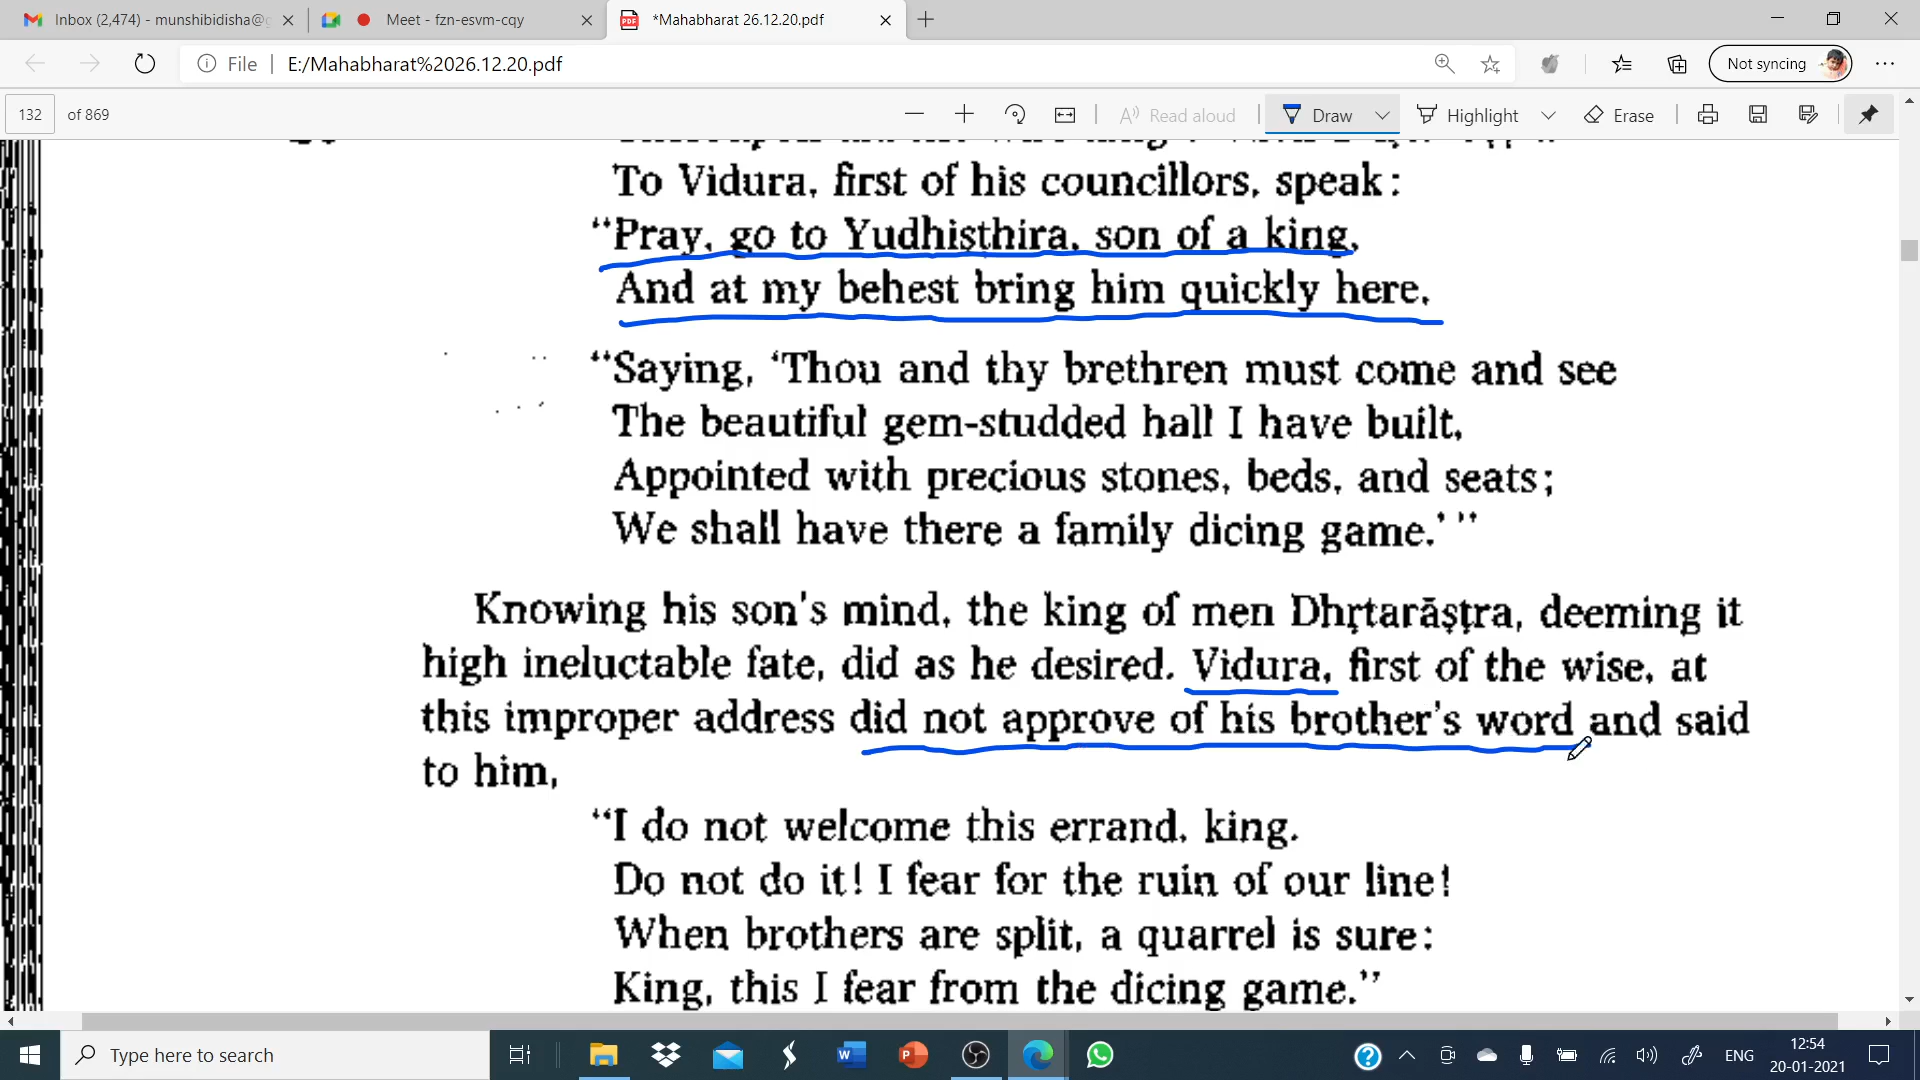 Inbox (2,474) - munshibidisha@g
Meet - fzn-esvm-cqy
*Mahabharat 26.12.20.pdf
File
E:/Mahabharat%2026.12.20.pdf
Not syncing
132 of 869
Read aloud
Draw
Highlight
Erase
To Vidura, first of his councillors, speak:
"Pray, go to Yudhiṣthira, son of a king,
And at my behest bring him quickly here,
"Saying, 'Thou and thy brethren must come and see
The beautiful gem-studded hall I have built,
Appointed with precious stones, beds, and seats;
We shall have there a family dicing game.' "
Knowing his son's mind, the king of men Dhṛtarāṣṭra, deeming it
high ineluctable fate, did as he desired. Vidura, first of the wise, at
this improper address did not approve of his brother's word and said
to him,
"I do not welcome this errand, king.
Do not do it! I fear for the ruin of our line!
When brothers are split, a quarrel is sure:
King, this I fear from the dicing game."
Type here to search
ENG
12:54
20-01-2021